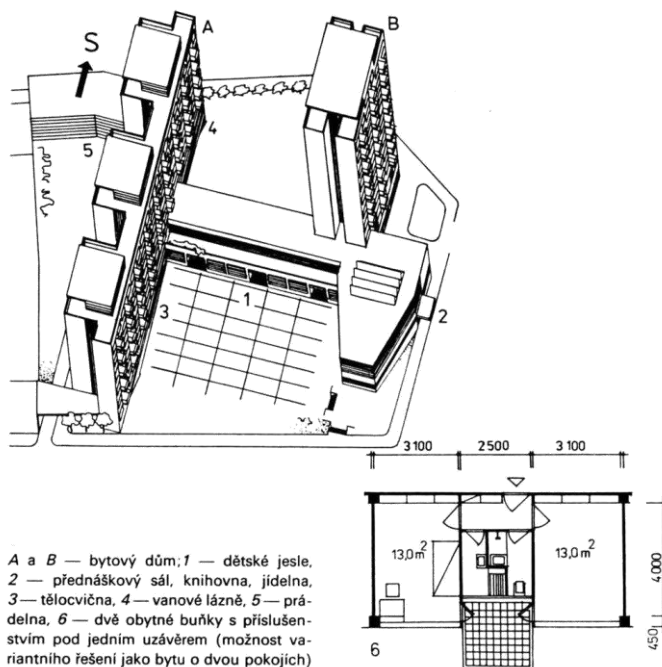 A
B
S
4
5
1
3
2
3 100
2500
3 100
13,0 m²
13,0 m²
4 000
450
6
A a B — bytový dům; 1 — dětské jesle,
2 — přednáškový sál, knihovna, jídelna,
3 — tělocvična, 4 — vanové lázně, 5 — prá-
delna, 6 — dvě obytné buňky s příslušen-
stvím pod jedním uzávěrem (možnost va-
riantního řešení jako bytu o dvou pokojích)